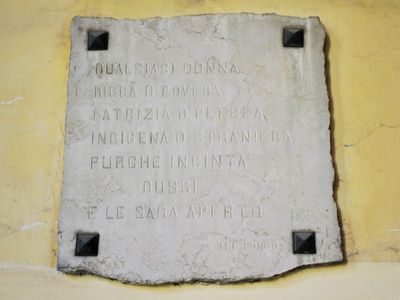 QUALSIASI DONNA
RICCA O POVERA
PATRIZIA O PLEBEA
INDIGENA O STRANIERA
PURCHE INCINTA
BUSSI
E LE SARA APERTO